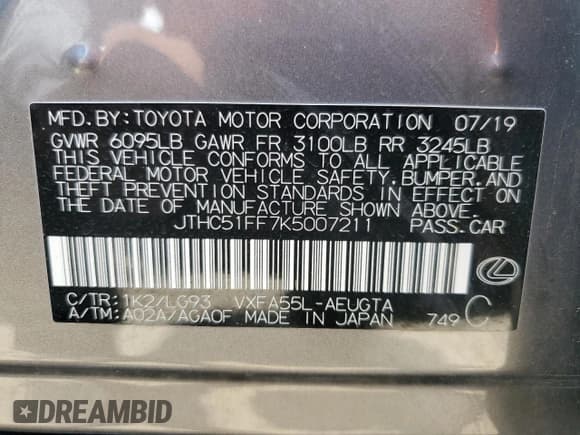 MFD.BY:TOYOTA MOTOR CORPORATION 07/19
GVWR 6095LB GAWR FR 3100LB RR 3245LB
THIS VEHICLE CONFORMS TO ALL APPLICABLE
FEDERAL MOTOR VEHICLE SAFETY,BUMPER,AND
THEFT PREVENTION STANDARDS IN EFFECT ON
THE DATE OF MANUFACTURE SHOWN ABOVE.
JTHC51FF7K5007211 PASS.CAR
C/TR:1K2/LG93 VXFA55L-AEUGTA
A/TM:A02A/AGA0F MADE IN JAPAN 749 C
DREAMBID